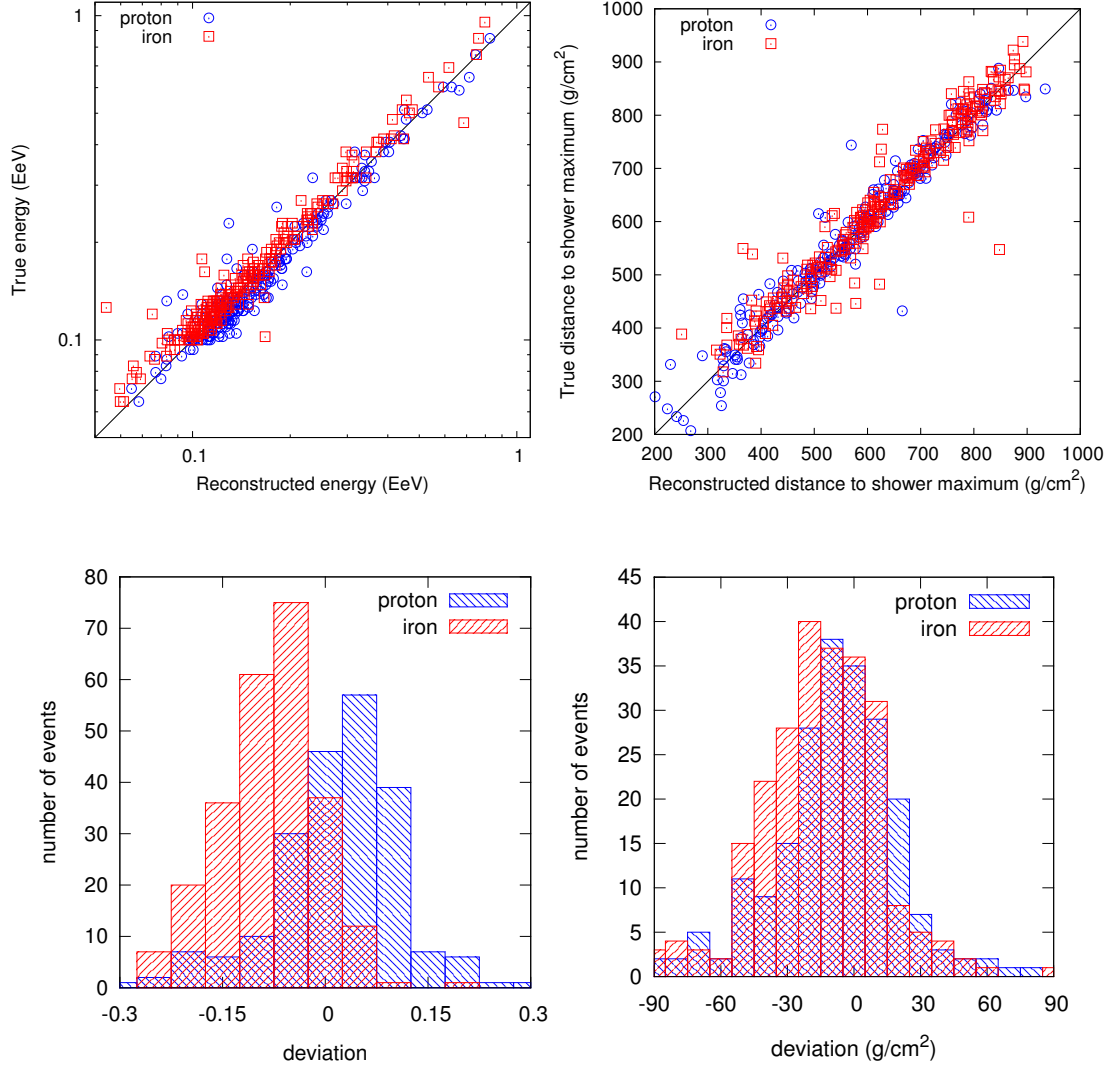 proton
iron
1
0.1
0.1
1
True energy (EeV)
Reconstructed energy (EeV)
proton
iron
1000
900
800
700
600
500
400
300
200
200 300 400 500 600 700 800 900 1000
True distance to shower maximum (g/cm²)
Reconstructed distance to shower maximum (g/cm²)
proton
iron
80
70
60
50
40
30
20
10
0
-0.3 -0.15 0 0.15 0.3
number of events
deviation
proton
iron
45
40
35
30
25
20
15
10
5
0
-90 -60 -30 0 30 60 90
number of events
deviation (g/cm²)